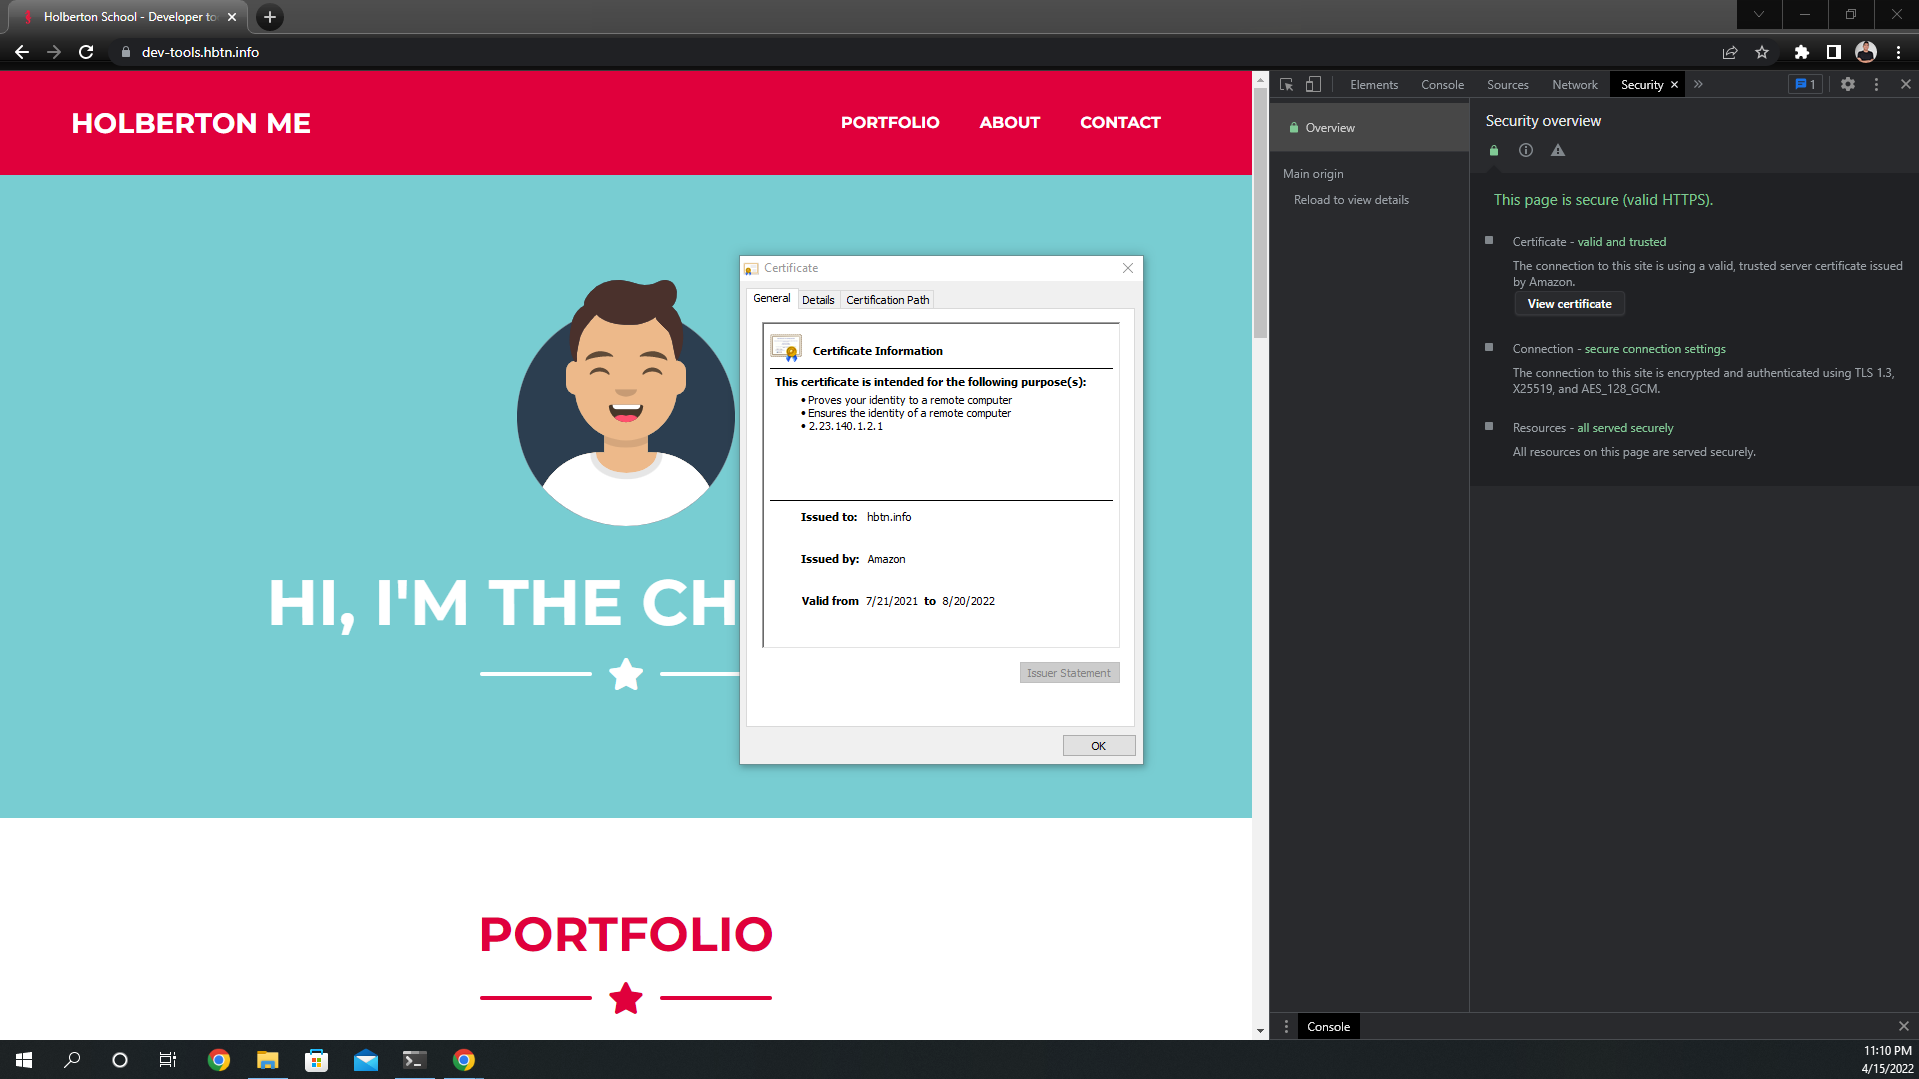 Holberton School - Developer to
dev-tools.hbtn.info
HOLBERTON ME
PORTFOLIO
ABOUT
CONTACT
HI, I'M THE CH
PORTFOLIO
Certificate
General
Details
Certification Path
Certificate Information
This certificate is intended for the following purpose(s):
• Proves your identity to a remote computer
• Ensures the identity of a remote computer
• 2.23.140.1.2.1
Issued to: hbtn.info
Issued by: Amazon
Valid from 7/21/2021 to 8/20/2022
Issuer Statement
OK
Elements
Console
Sources
Network
Security
1
Overview
Main origin
Reload to view details
Security overview
This page is secure (valid HTTPS).
Certificate - valid and trusted
The connection to this site is using a valid, trusted server certificate issued
by Amazon.
View certificate
Connection - secure connection settings
The connection to this site is encrypted and authenticated using TLS 1.3,
X25519, and AES_128_GCM.
Resources - all served securely
All resources on this page are served securely.
Console
11:10 PM
4/15/2022